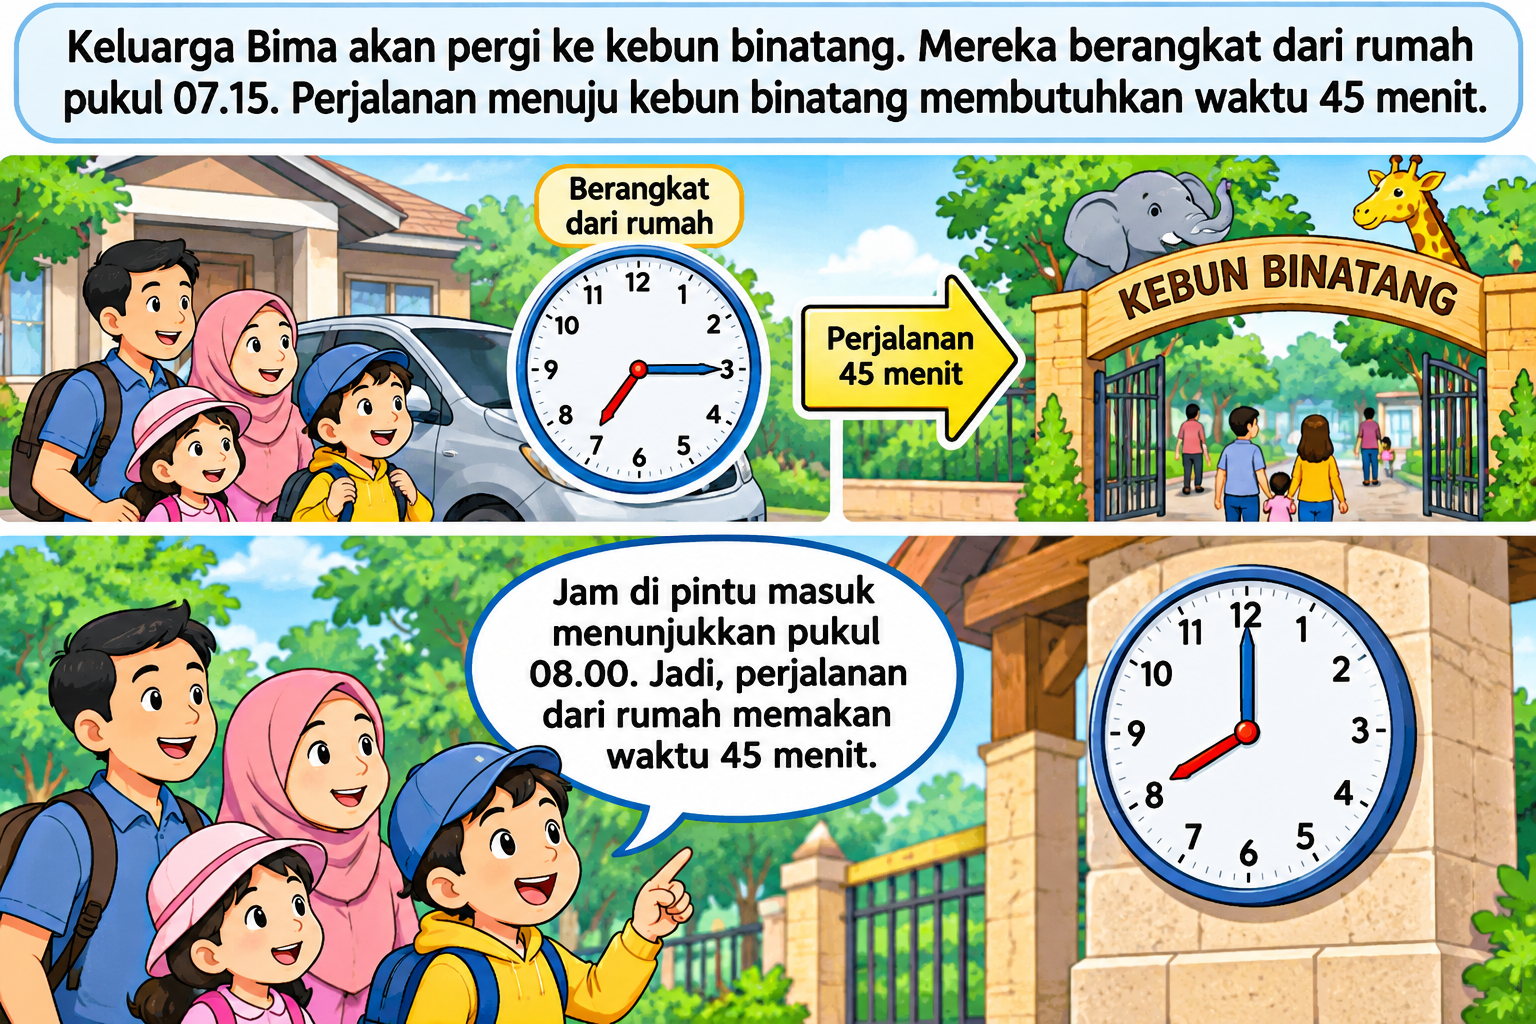 Keluarga Bima akan pergi ke kebun binatang. Mereka berangkat dari rumah
pukul 07.15. Perjalanan menuju kebun binatang membutuhkan waktu 45 menit.
Berangkat
dari rumah
12
11 1
10 2
9 3
8 4
7 5
6
Perjalanan
45 menit
KEBUN BINATANG
Jam di pintu masuk
menunjukkan pukul
08.00. Jadi, perjalanan
dari rumah memakan
waktu 45 menit.
12
11 1
10 2
9 3
8 4
7 5
6